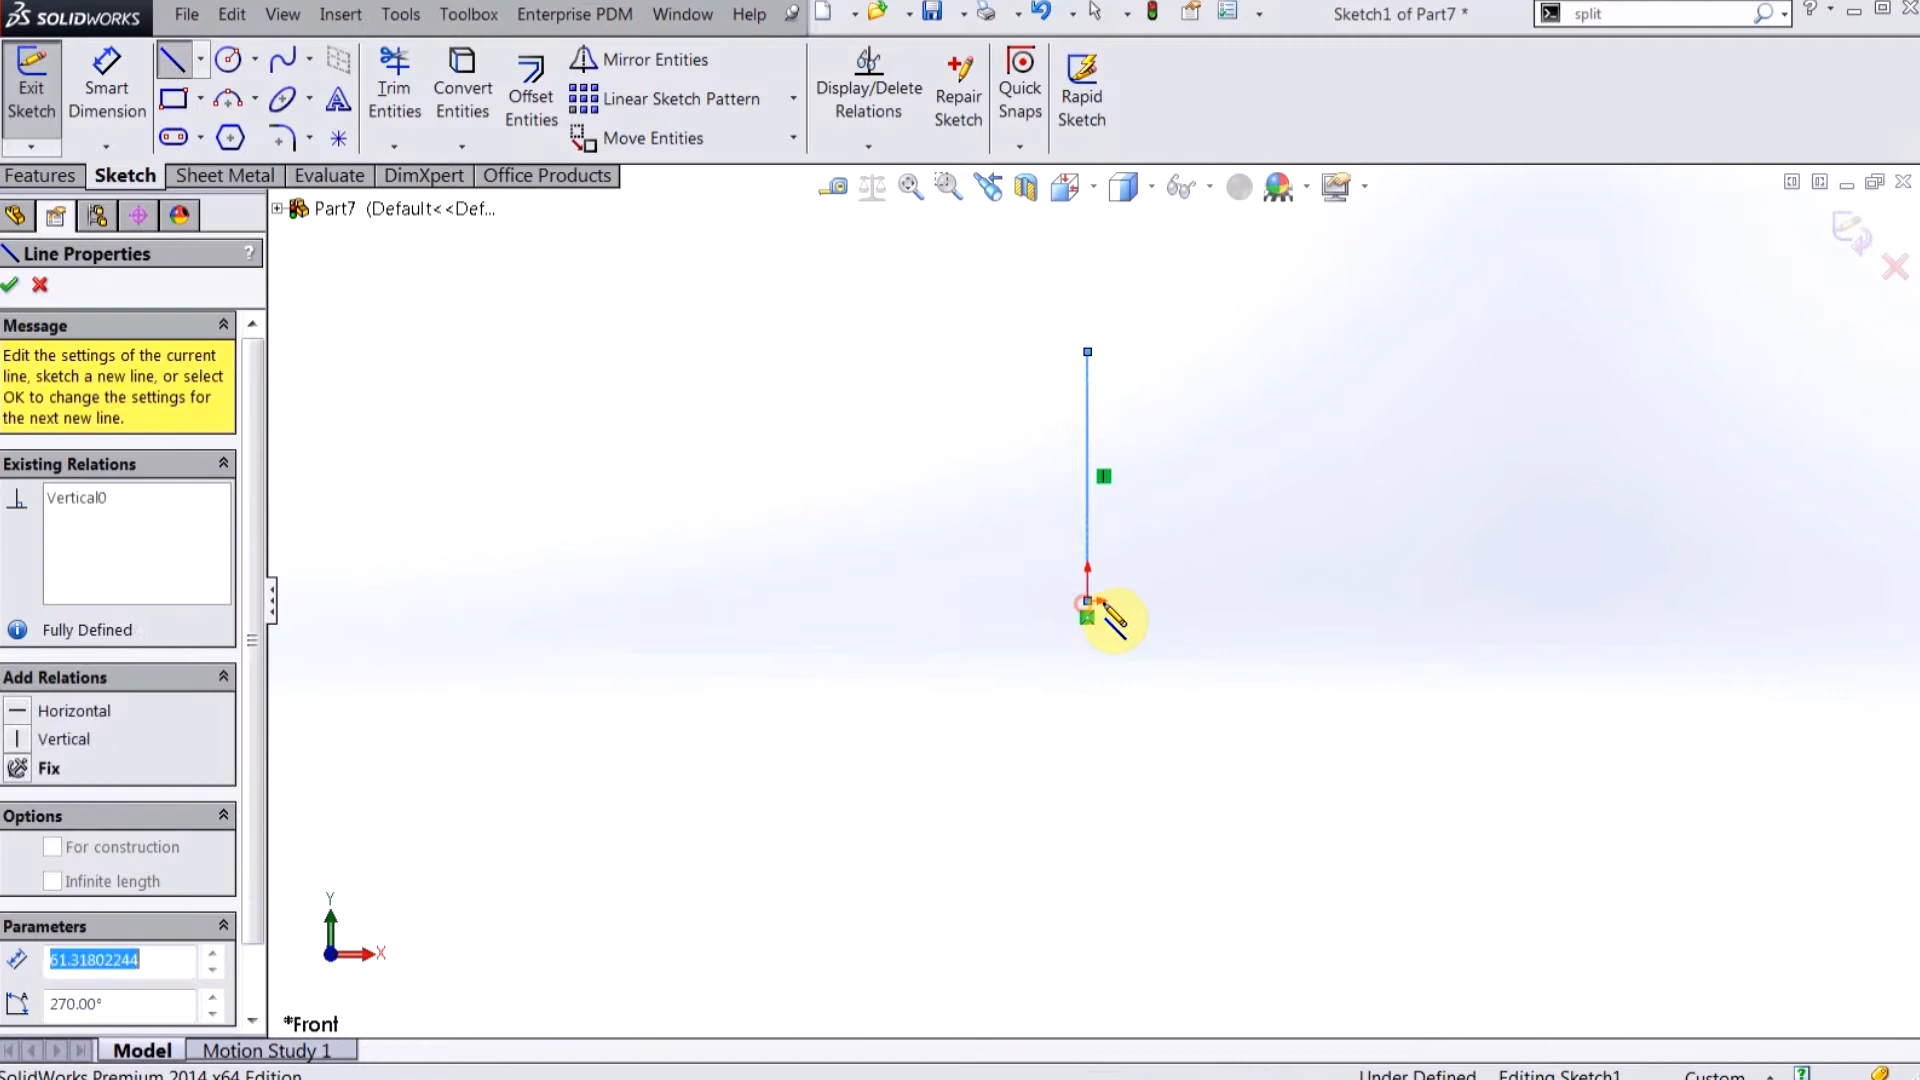 SOLIDWORKS File Edit View Insert Tools Toolbox Enterprise PDM Window Help Sketch1 of Part7 * split
Exit Sketch
Smart Dimension
Trim Entities
Convert Entities
Offset Entities
Mirror Entities
Linear Sketch Pattern
Move Entities
Display/Delete Relations
Repair Sketch
Quick Snaps
Rapid Sketch
Features Sketch Sheet Metal Evaluate DimXpert Office Products
Part7 (Default<<Def...
Line Properties ?
Message
Edit the settings of the current
line, sketch a new line, or select
OK to change the settings for
the next new line.
Existing Relations
Vertical0
Fully Defined
Add Relations
Horizontal
Vertical
Fix
Options
For construction
Infinite length
Parameters
61.31802244
270.00°
Y
X
*Front
Model Motion Study 1
SolidWorks Premium 2014 x64 Edition Under Defined Editing Sketch1 Custom